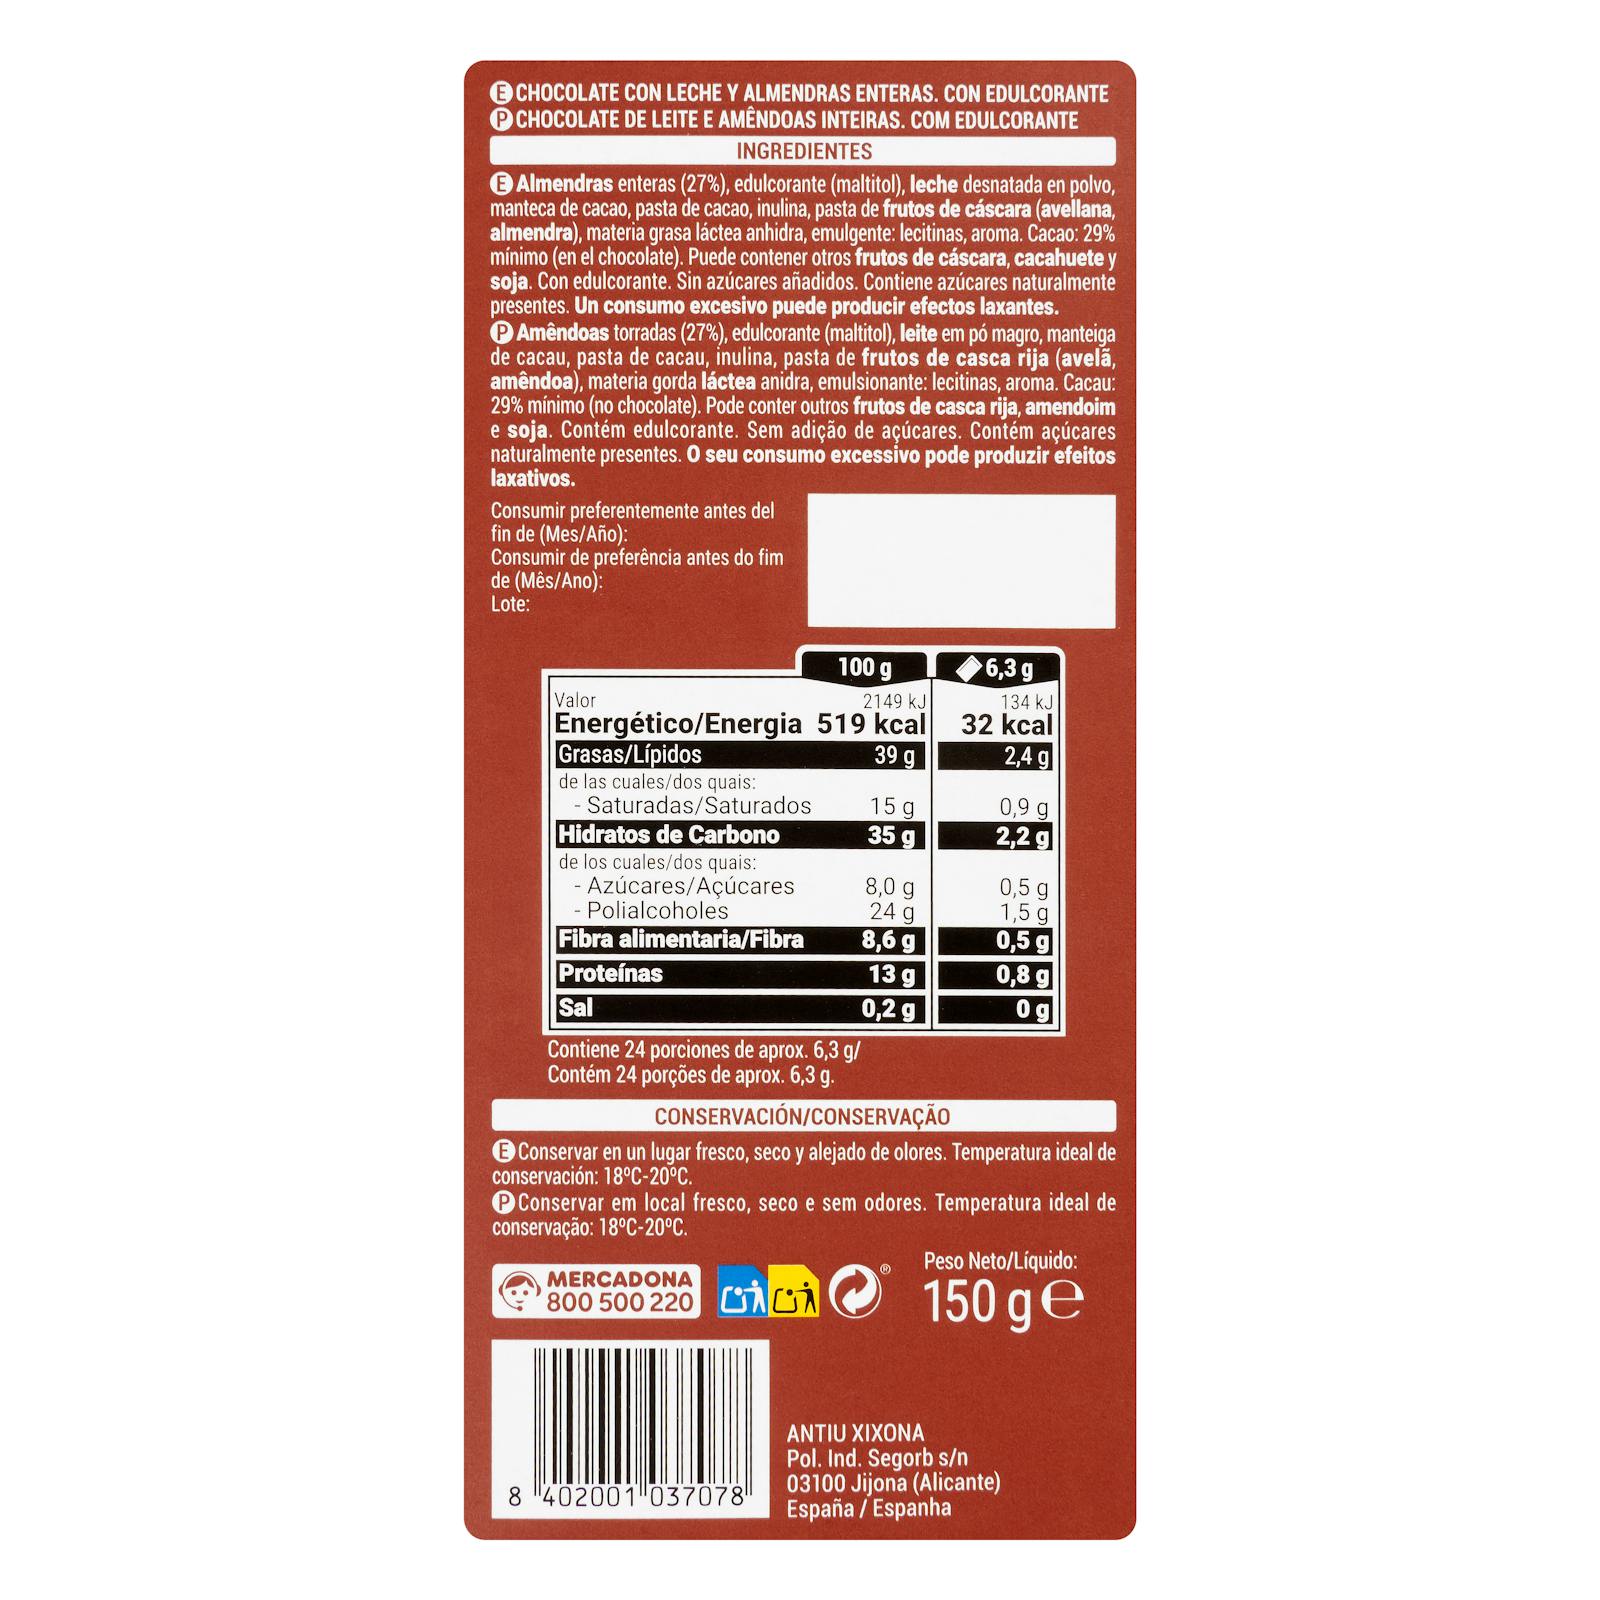 E CHOCOLATE CON LECHE Y ALMENDRAS ENTERAS. CON EDULCORANTE
P CHOCOLATE DE LEITE E AMÊNDOAS INTEIRAS. COM EDULCORANTE
INGREDIENTES
E Almendras enteras (27%), edulcorante (maltitol), leche desnatada en polvo,
manteca de cacao, pasta de cacao, inulina, pasta de frutos de cáscara (avellana,
almendra), materia grasa láctea anhidra, emulgente: lecitinas, aroma. Cacao: 29%
mínimo (en el chocolate). Puede contener otros frutos de cáscara, cacahuete y
soja. Con edulcorante. Sin azúcares añadidos. Contiene azúcares naturalmente
presentes. Un consumo excesivo puede producir efectos laxantes.
P Amêndoas torradas (27%), edulcorante (maltitol), leite em pó magro, manteiga
de cacau, pasta de cacau, inulina, pasta de frutos de casca rija (avelã,
amêndoa), materia gorda láctea anidra, emulsionante: lecitinas, aroma. Cacau:
29% mínimo (no chocolate). Pode conter outros frutos de casca rija, amendoim
e soja. Contém edulcorante. Sem adição de açúcares. Contém açúcares
naturalmente presentes. O seu consumo excessivo pode produzir efeitos
laxativos.
Consumir preferentemente antes del
fin de (Mes/Año):
Consumir de preferência antes do fim
de (Mês/Ano):
Lote:
100 g 6,3 g
Valor 2149 kJ 134 kJ
Energético/Energia 519 kcal 32 kcal
Grasas/Lípidos 39 g 2,4 g
de las cuales/dos quais:
- Saturadas/Saturados 15 g 0,9 g
Hidratos de Carbono 35 g 2,2 g
de los cuales/dos quais:
- Azúcares/Açúcares 8,0 g 0,5 g
- Polialcoholes 24 g 1,5 g
Fibra alimentaria/Fibra 8,6 g 0,5 g
Proteínas 13 g 0,8 g
Sal 0,2 g 0 g
Contiene 24 porciones de aprox. 6,3 g/
Contém 24 porções de aprox. 6,3 g.
CONSERVACIÓN/CONSERVAÇÃO
E Conservar en un lugar fresco, seco y alejado de olores. Temperatura ideal de
conservación: 18ºC-20ºC.
P Conservar em local fresco, seco e sem odores. Temperatura ideal de
conservação: 18ºC-20ºC.
MERCADONA
800 500 220
®
Peso Neto/Líquido:
150 g e
8 402001 037078
ANTIU XIXONA
Pol. Ind. Segorb s/n
03100 Jijona (Alicante)
España / Espanha